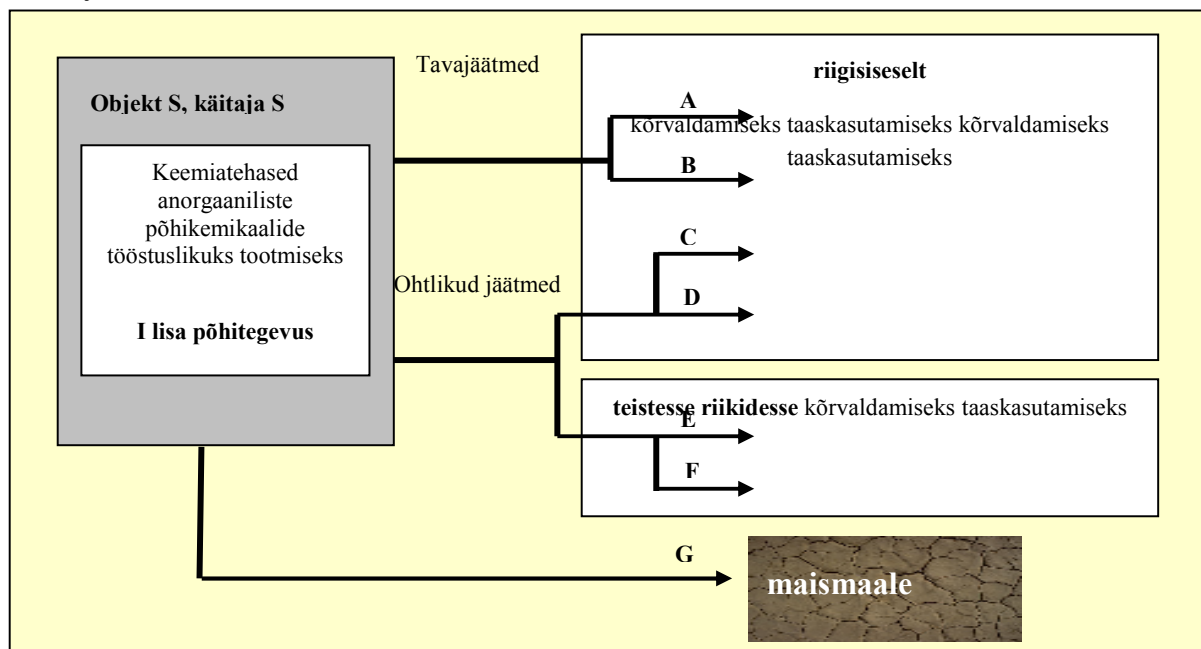 Tavajäätmed
riigisiseselt
Objekt S, käitaja S
A
kõrvaldamiseks taaskasutamiseks kõrvaldamiseks
taaskasutamiseks
B
Keemiatehased
anorgaaniliste
põhikemikaalide
tööstuslikuks tootmiseks
C
Ohtlikud jäätmed
D
I lisa põhitegevus
teistesse riikidesse kõrvaldamiseks taaskasutamiseks
E
F
G
maismaale